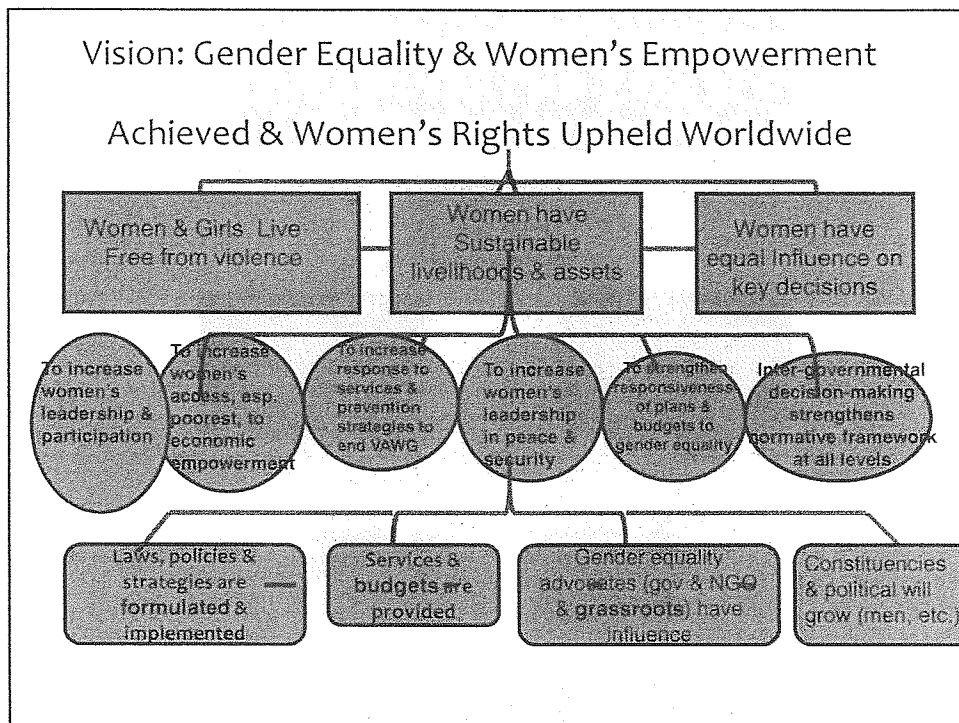 Vision: Gender Equality & Women's Empowerment
Achieved & Women's Rights Upheld Worldwide
Women & Girls Live
Free from violence
Women have
Sustainable
livelihoods & assets
Women have
equal Influence on
key decisions
To increase
women's
leadership &
participation
To increase
women's
access, esp.
poorest, to
economic
empowerment
To increase
response to
services &
prevention
strategies to
end VAWG
To increase
women's
leadership
in peace &
security
To strengthen
responsiveness
of plans &
budgets to
gender equality
Inter-governmental
decision-making
strengthens
normative framework
at all levels
Laws, policies &
strategies are
formulated &
implemented
Services &
budgets are
provided
Gender equality
advocates (gov & NGO
& grassroots) have
influence
Constituencies
& political will
grow (men, etc.)